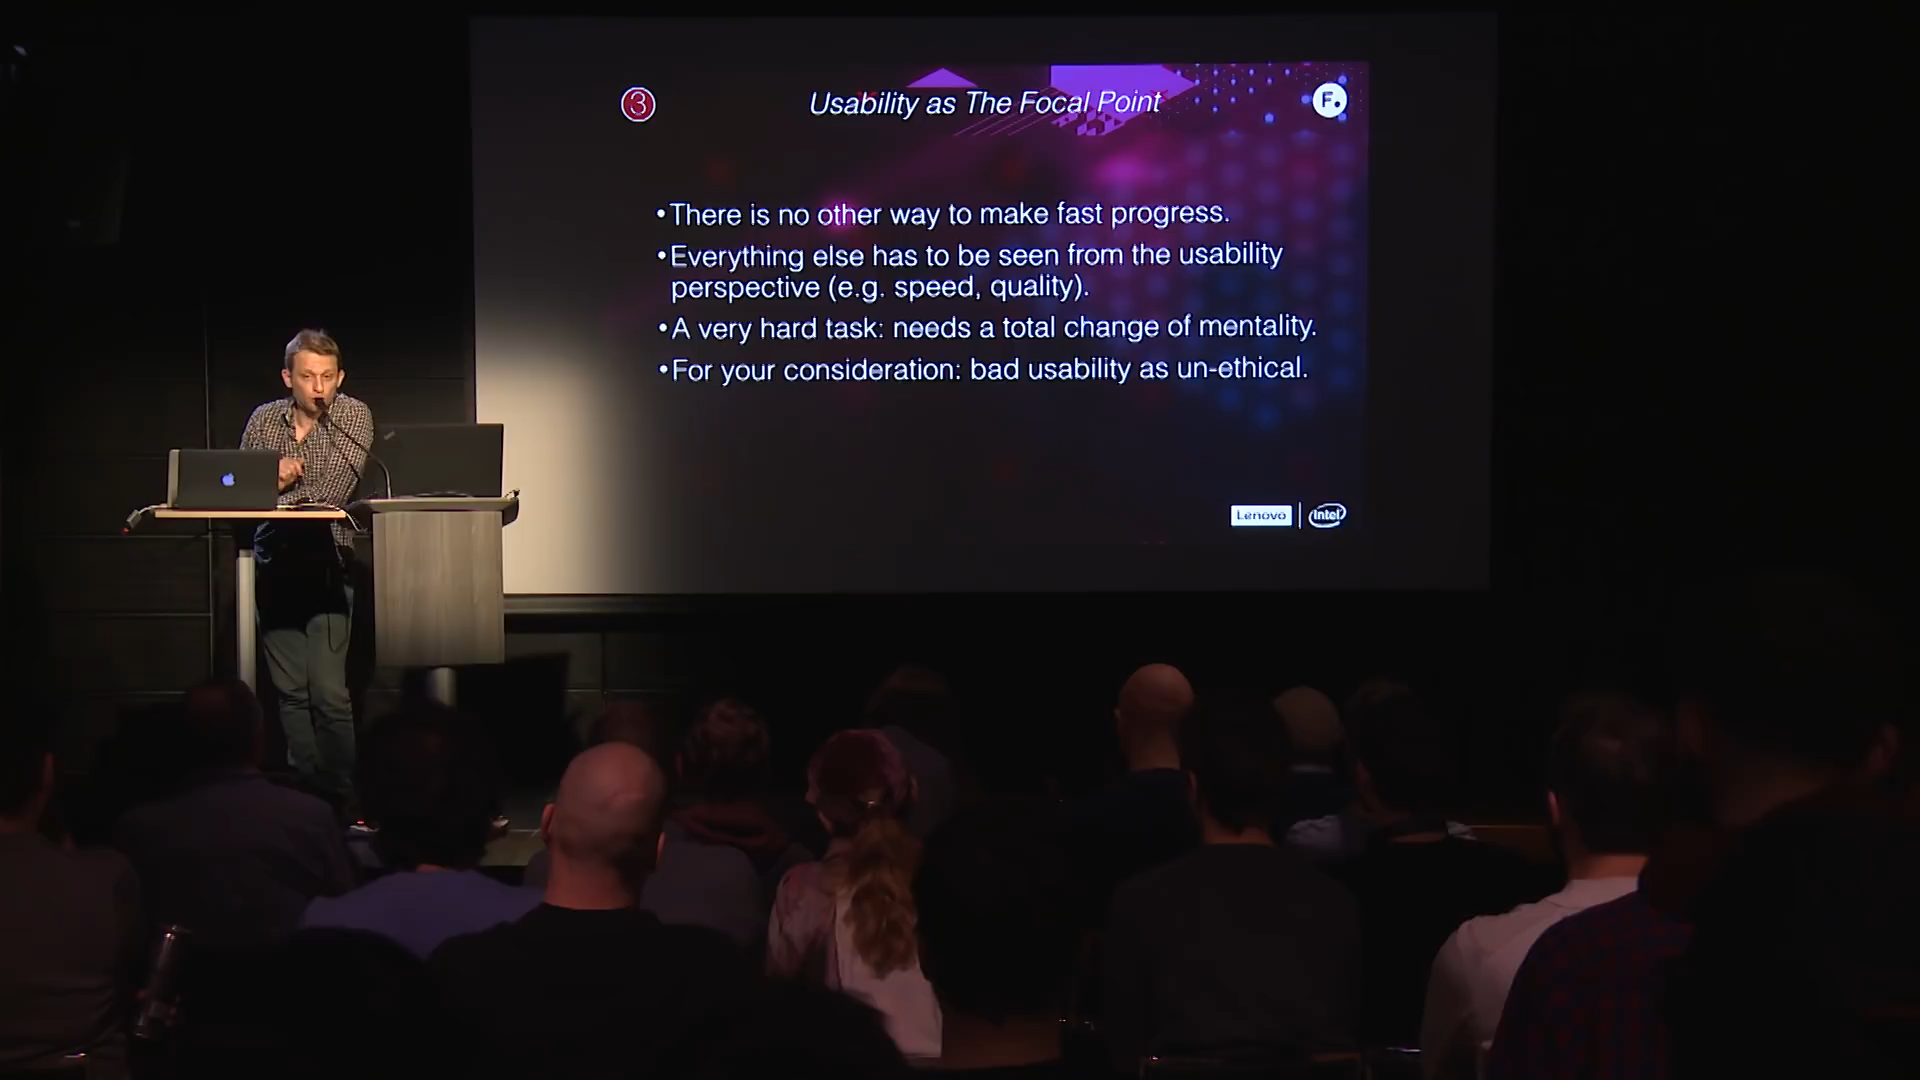 3
Usability as The Focal Point
F.
•There is no other way to make fast progress.
•Everything else has to be seen from the usability
perspective (e.g. speed, quality).
•A very hard task: needs a total change of mentality.
•For your consideration: bad usability as un-ethical.
Lenovo
intel